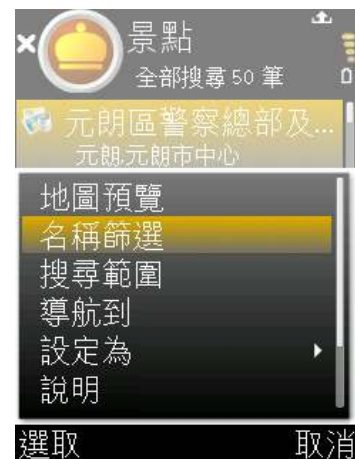 景點
全部搜尋 50 筆
元朗區警察總部及...
元朗,元朗市中心
地圖預覽
名稱篩選
搜尋範圍
導航到
設定為
說明
選取 取消